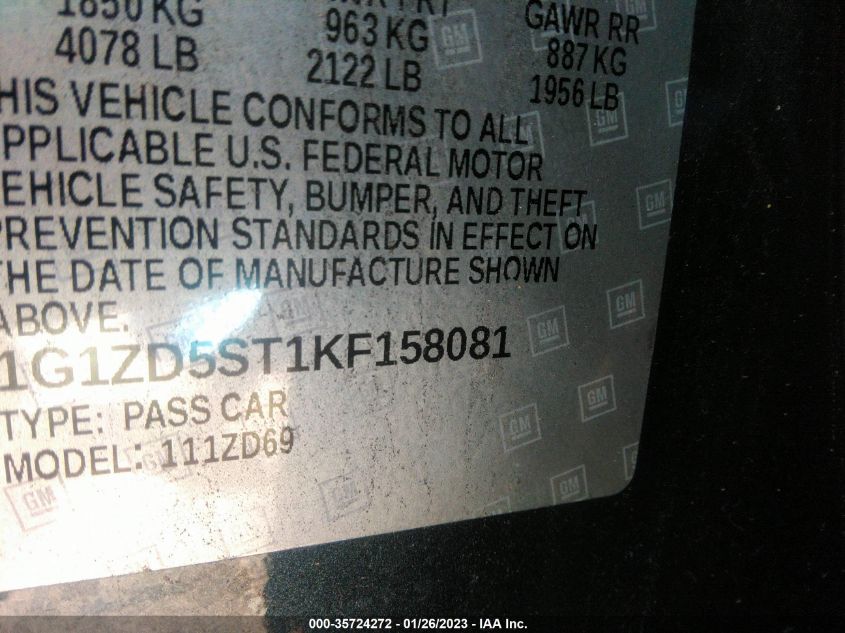 1850 KG
963 KG
GAWR RR
4078 LB
2122 LB
887 KG
1956 LB
HIS VEHICLE CONFORMS TO ALL
PPLICABLE U.S. FEDERAL MOTOR
EHICLE SAFETY, BUMPER, AND THEFT
PREVENTION STANDARDS IN EFFECT ON
THE DATE OF MANUFACTURE SHOWN
ABOVE.
1G1ZD5ST1KF158081
TYPE: PASS CAR
MODEL: 111ZD69
GM
000-35724272 - 01/26/2023 - IAA Inc.